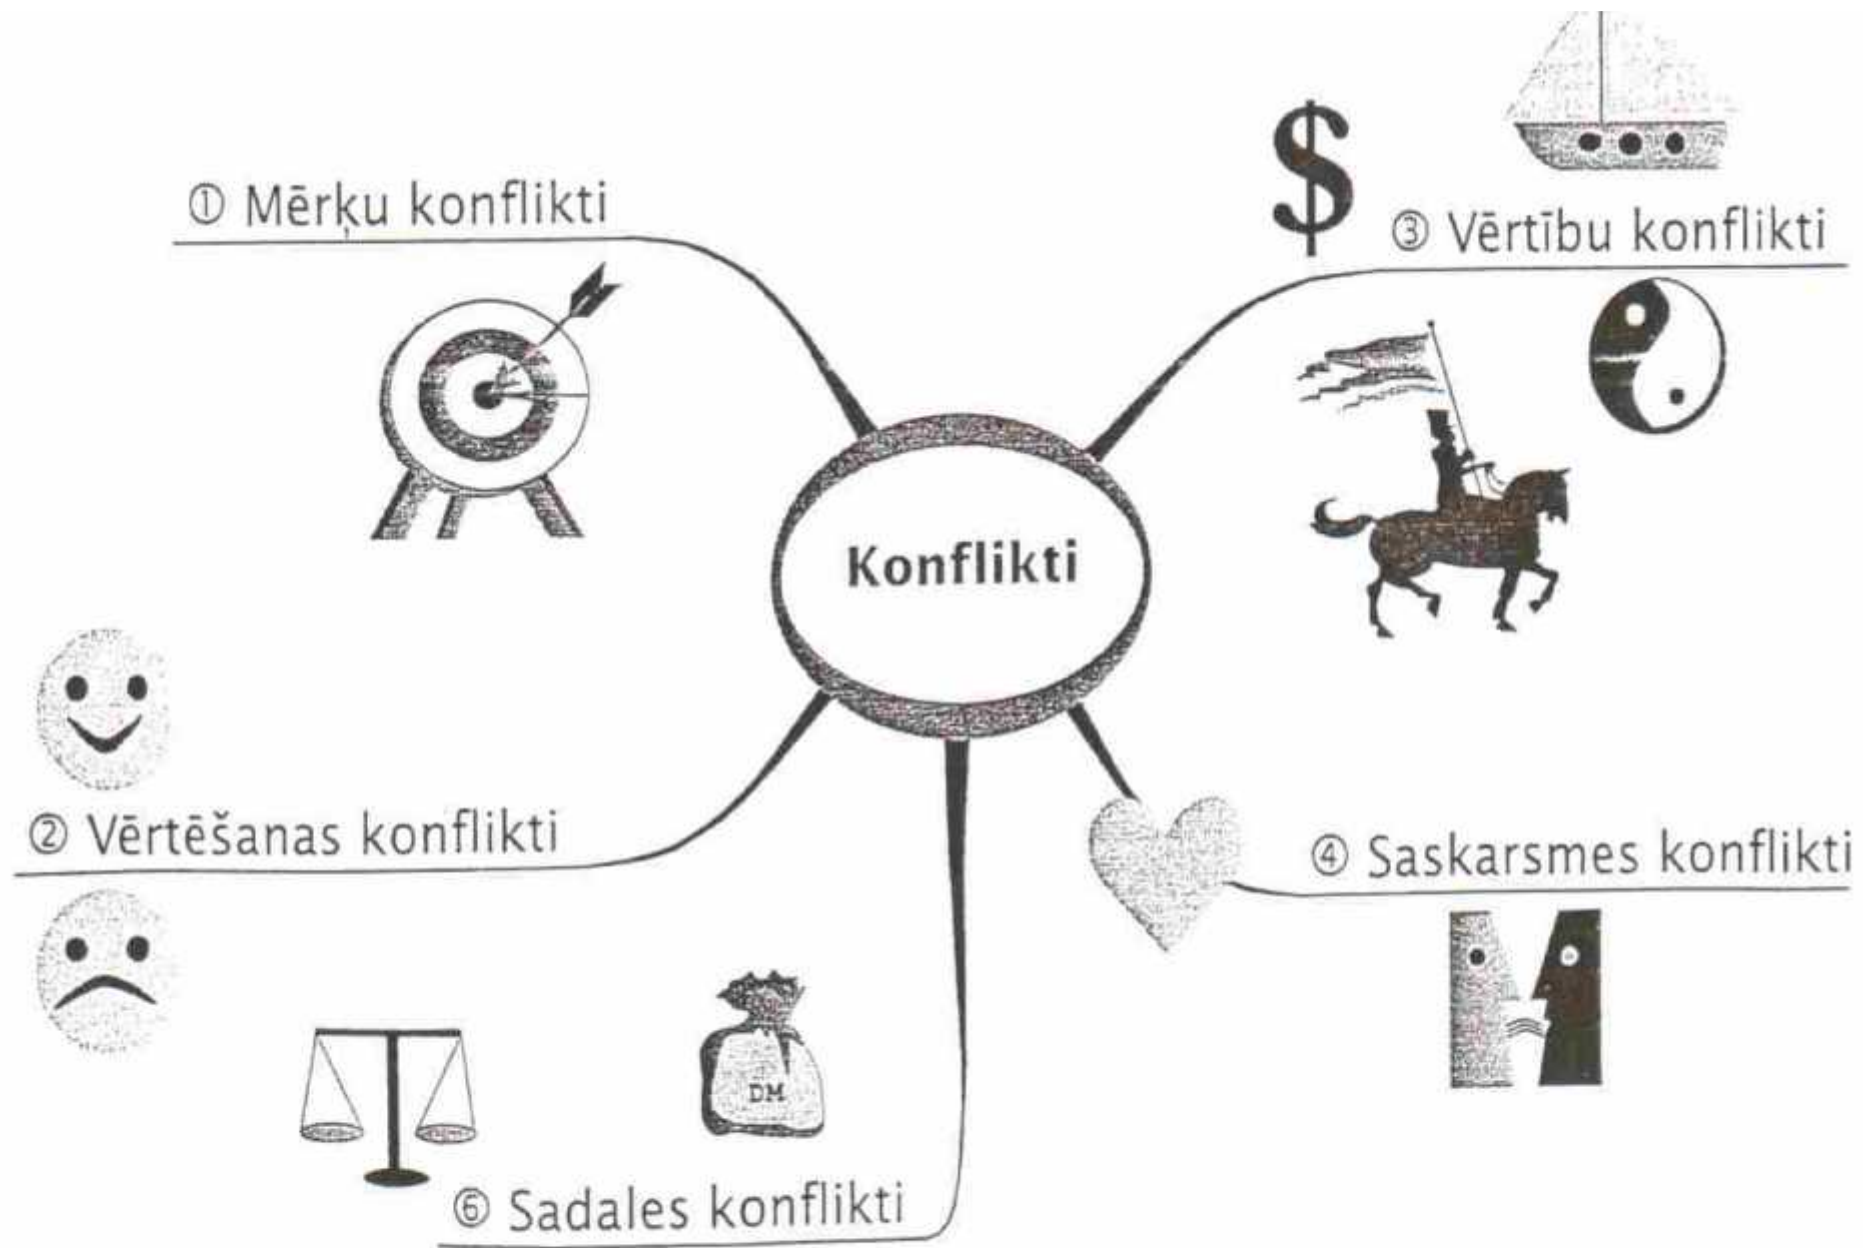 ① Mērķu konflikti
$
③ Vērtību konflikti
Konflikti
② Vērtēšanas konflikti
④ Saskarsmes konflikti
DM
⑥ Sadales konflikti